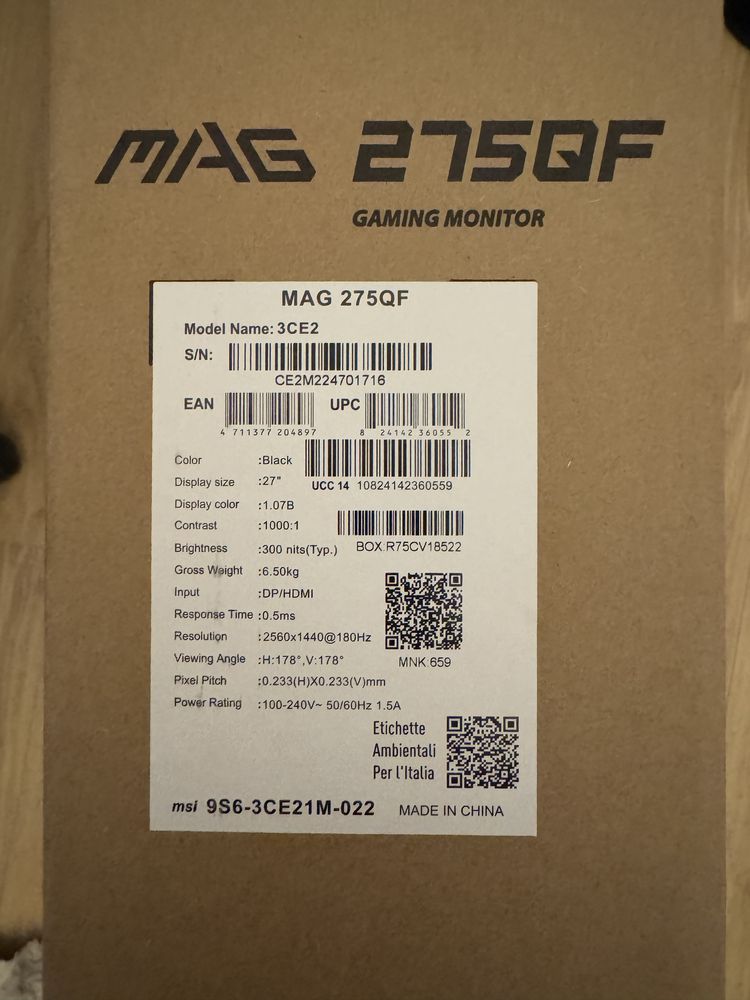 MAG 275QF
GAMING MONITOR
MAG 275QF
Model Name: 3CE2
S/N:
CE2M224701716
EAN
4 711377 204897
UPC
8 24142 36055 2
UCC 14 10824142360559
BOX:R75CV18522
MNK:659
Color :Black
Display size :27"
Display color :1.07B
Contrast :1000:1
Brightness :300 nits(Typ.)
Gross Weight :6.50kg
Input :DP/HDMI
Response Time :0.5ms
Resolution :2560x1440@180Hz
Viewing Angle :H:178°,V:178°
Pixel Pitch :0.233(H)X0.233(V)mm
Power Rating :100-240V~ 50/60Hz 1.5A
Etichette
Ambientali
Per l'Italia
msi 9S6-3CE21M-022 MADE IN CHINA